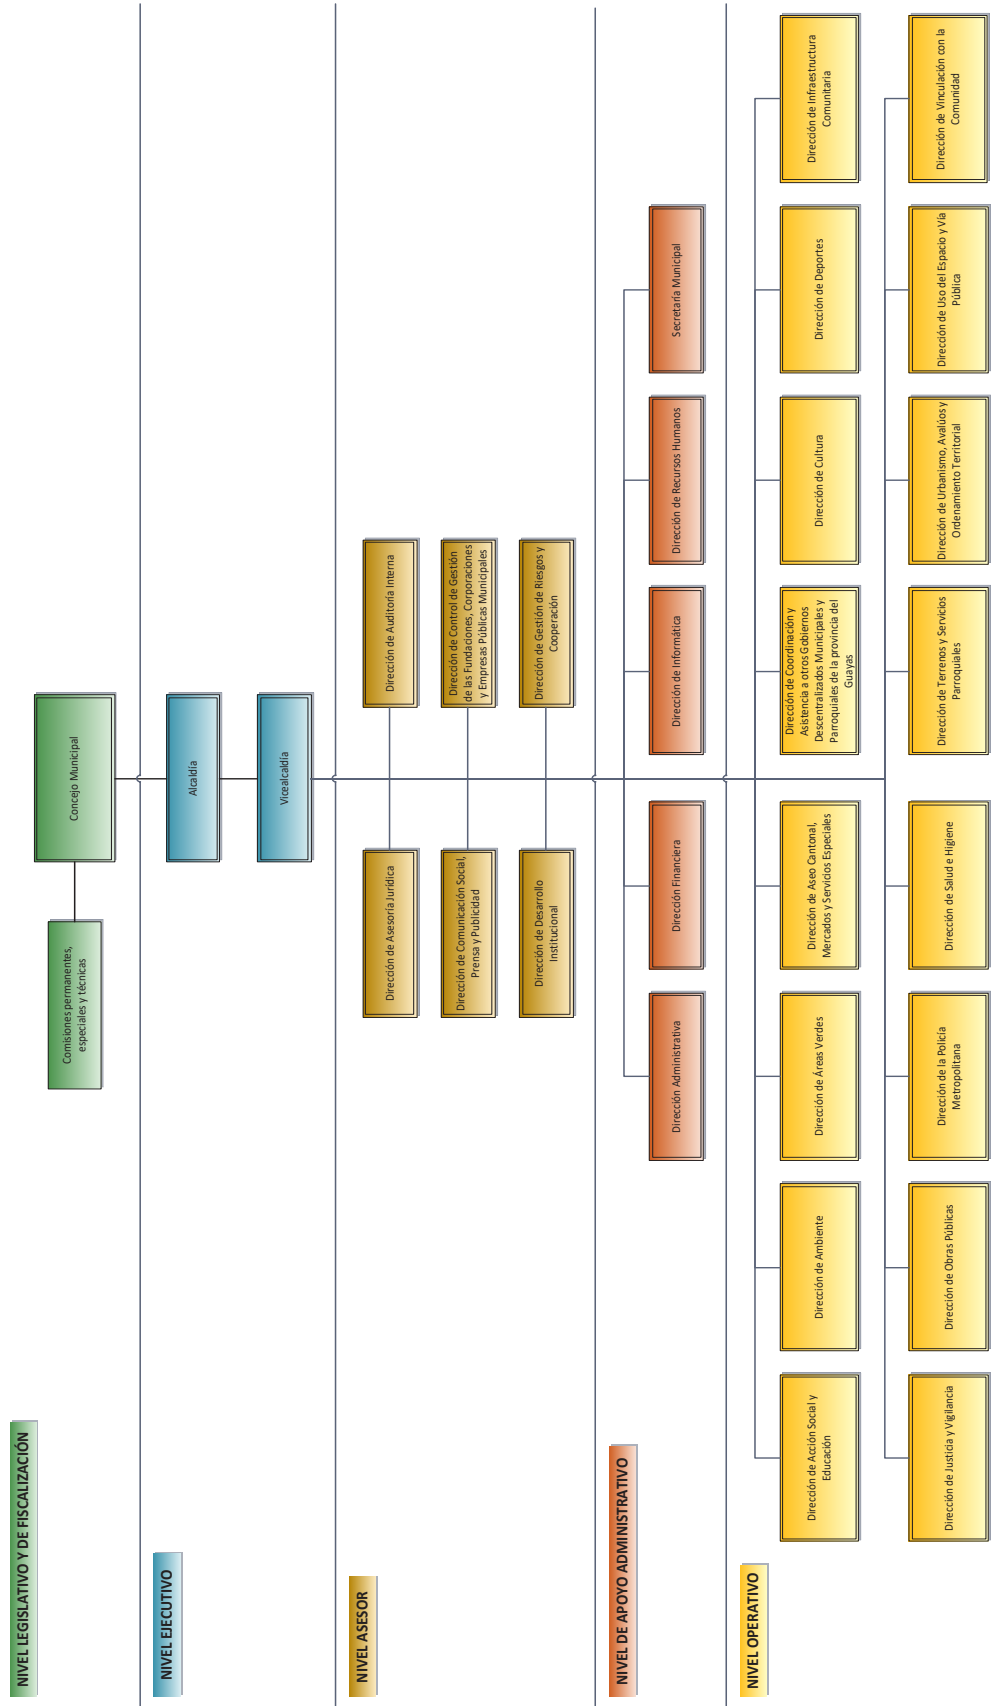 NIVEL LEGISLATIVO Y DE FISCALIZACIÓN
Comisiones permanentes,
especiales y técnicas
Concejo Municipal
NIVEL EJECUTIVO
Alcaldía
Vicealcaldía
NIVEL ASESOR
Dirección de Asesoría Jurídica
Dirección de Auditoría Interna
Dirección de Comunicación Social,
Prensa y Publicidad
Dirección de Control de Gestión
de las Fundaciones, Corporaciones
y Empresas Públicas Municipales
Dirección de Desarrollo
Institucional
Dirección de Gestión de Riesgos y
Cooperación
NIVEL DE APOYO ADMINISTRATIVO
Dirección Administrativa
Dirección Financiera
Dirección de Informática
Dirección de Recursos Humanos
Secretaría Municipal
NIVEL OPERATIVO
Dirección de Acción Social y
Educación
Dirección de Ambiente
Dirección de Áreas Verdes
Dirección de Aseo Cantonal,
Mercados y Servicios Especiales
Dirección de Coordinación y
Asistencia a otros Gobiernos
Descentralizados Municipales y
Parroquiales de la provincia del
Guayas
Dirección de Cultura
Dirección de Deportes
Dirección de Infraestructura
Comunitaria
Dirección de Justicia y Vigilancia
Dirección de Obras Públicas
Dirección de la Policía
Metropolitana
Dirección de Salud e Higiene
Dirección de Terrenos y Servicios
Parroquiales
Dirección de Urbanismo, Avalúos y
Ordenamiento Territorial
Dirección de Uso del Espacio y Vía
Pública
Dirección de Vinculación con la
Comunidad